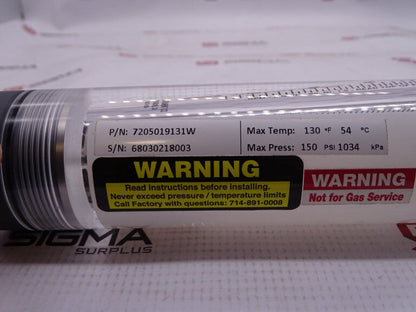 P/N: 7205019131W
S/N: 68030218003
Max Temp: 130 °F 54 °C
Max Press: 150 PSI 1034 kPa
WARNING
Read instructions before installing.
Never exceed pressure / temperature limits
Call Factory with questions: 714-891-0008
WARNING
Not for Gas Service
SIGMA
SURPLUS